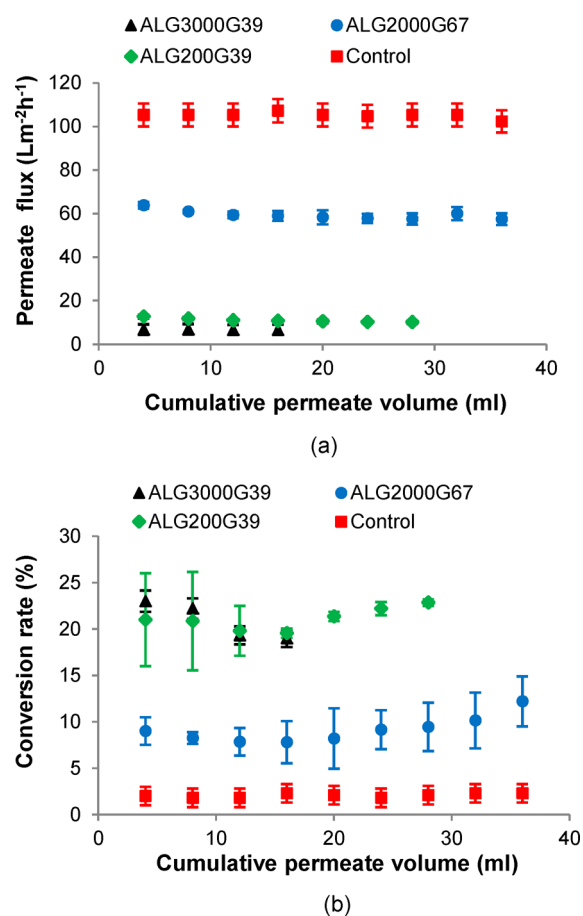 ALG3000G39 ALG2000G67
ALG200G39 Control
120
100
80
60
40
20
0
Permeate flux (Lm⁻²h⁻¹)
0 10 20 30 40
Cumulative permeate volume (ml)
(a)
ALG3000G39 ALG2000G67
ALG200G39 Control
30
25
20
15
10
5
0
Conversion rate (%)
0 10 20 30 40
Cumulative permeate volume (ml)
(b)